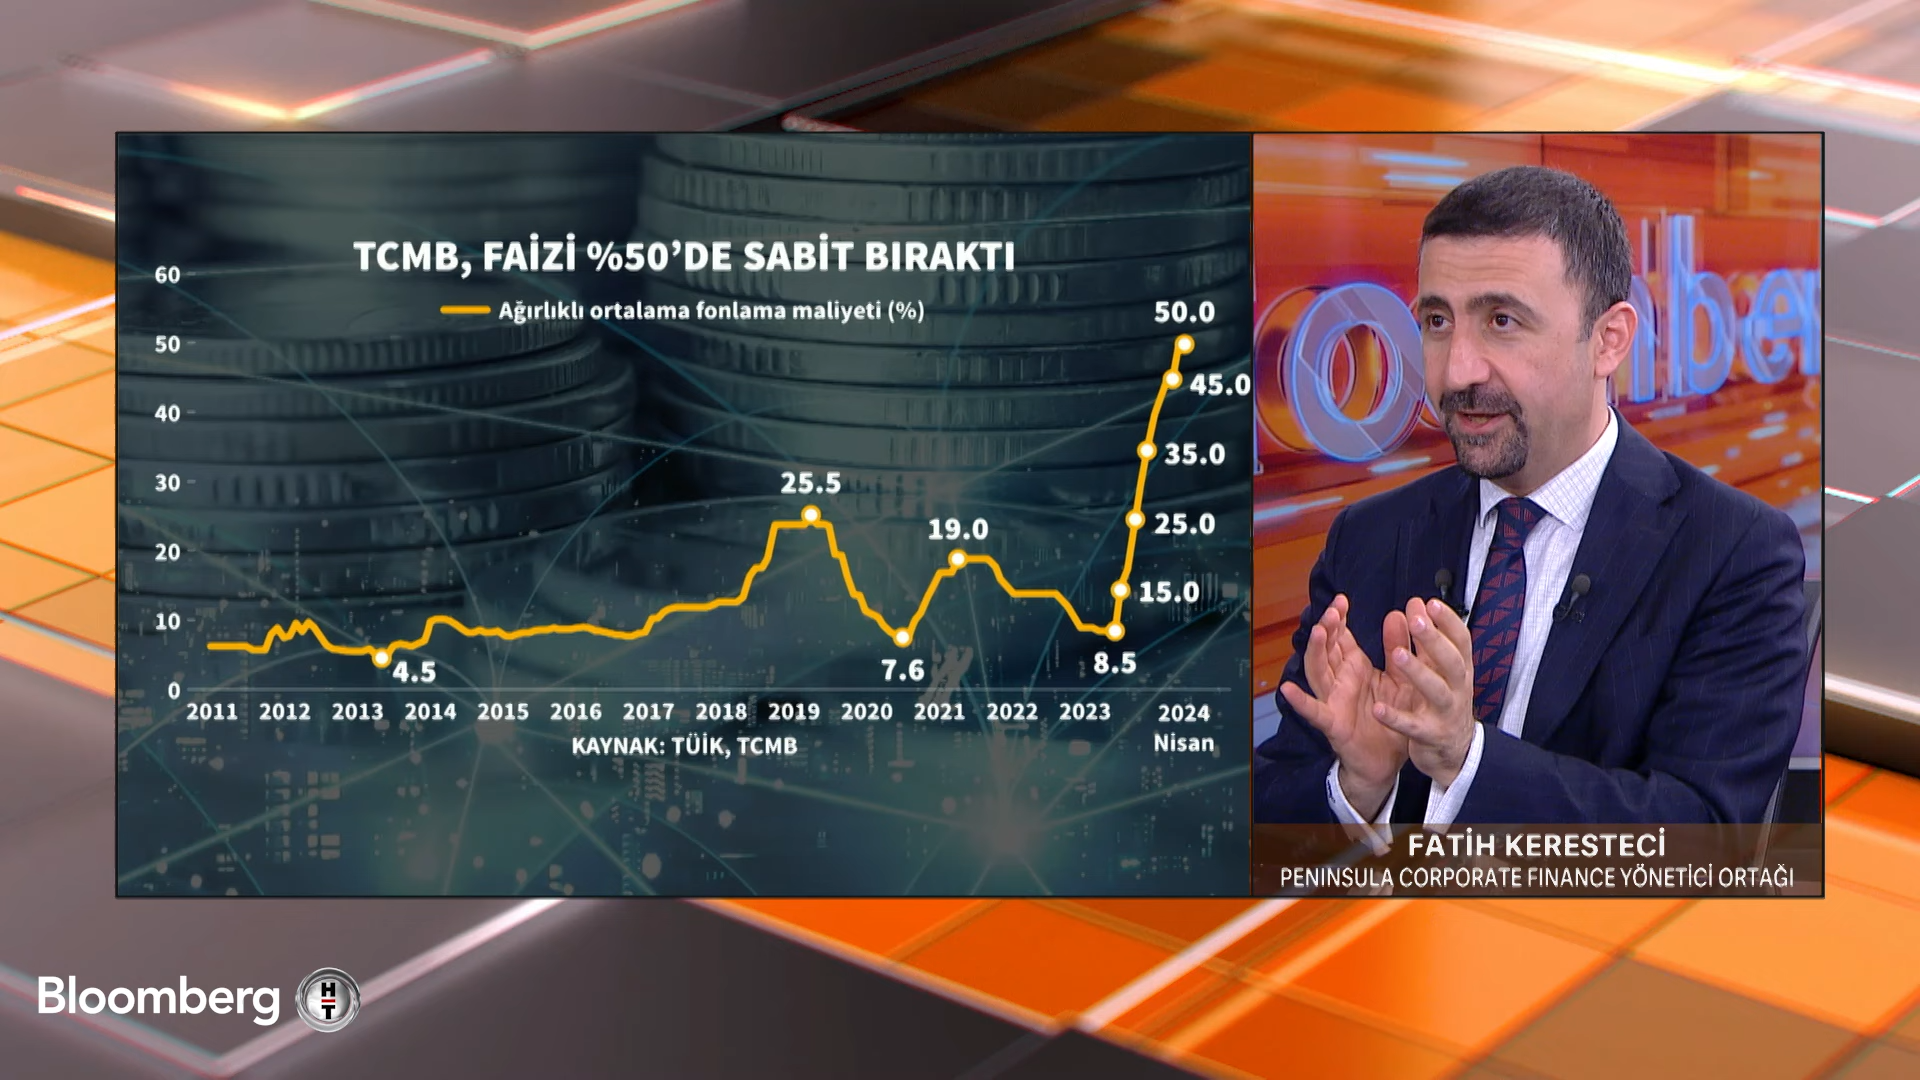 TCMB, FAİZİ %50’DE SABİT BIRAKTI
Ağırlıklı ortalama fonlama maliyeti (%)
60
50
40
30
20
10
0
4.5
25.5
7.6
19.0
8.5
15.0
25.0
35.0
45.0
50.0
2011 2012 2013 2014 2015 2016 2017 2018 2019 2020 2021 2022 2023 2024
Nisan
KAYNAK: TÜİK, TCMB
FATİH KERESTECİ
PENINSULA CORPORATE FINANCE YÖNETİCİ ORTAĞI
Bloomberg HT